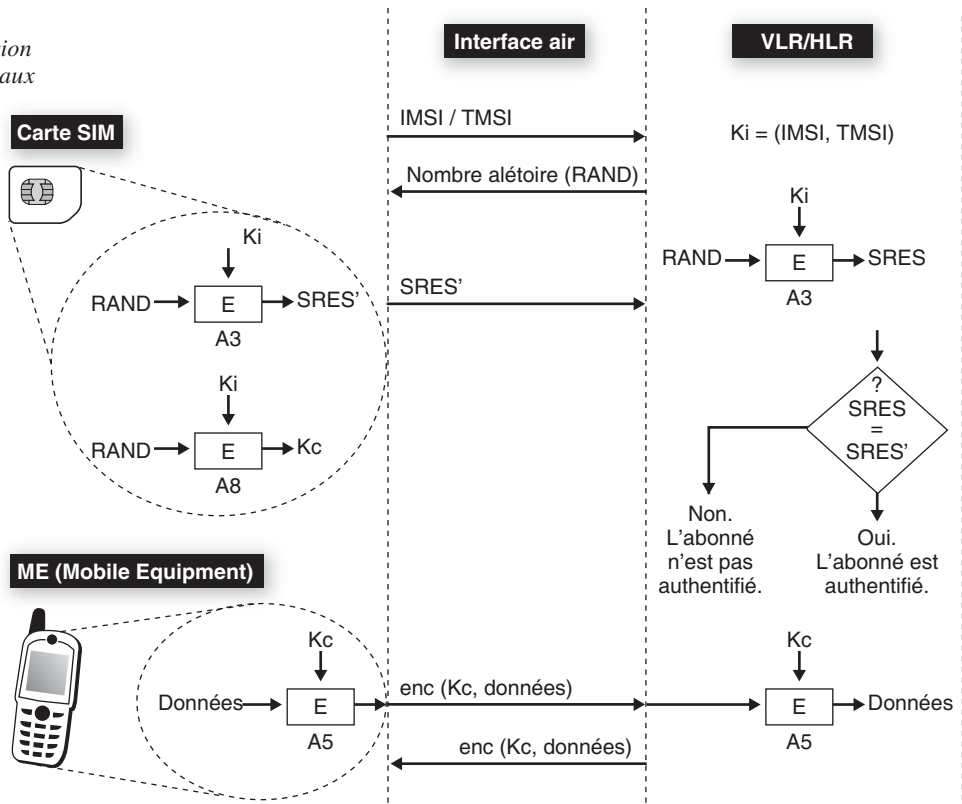 tion
aux
Interface air
VLR/HLR
Carte SIM
IMSI / TMSI
Ki = (IMSI, TMSI)
Nombre alétoire (RAND)
Ki
RAND
E
SRES'
A3
Ki
RAND
E
Kc
A8
SRES'
Ki
RAND
E
SRES
A3
?
SRES
=
SRES'
Non.
L'abonné
n'est pas
authentifié.
Oui.
L'abonné est
authentifié.
ME (Mobile Equipment)
Kc
Données
E
A5
enc (Kc, données)
enc (Kc, données)
Kc
E
Données
A5